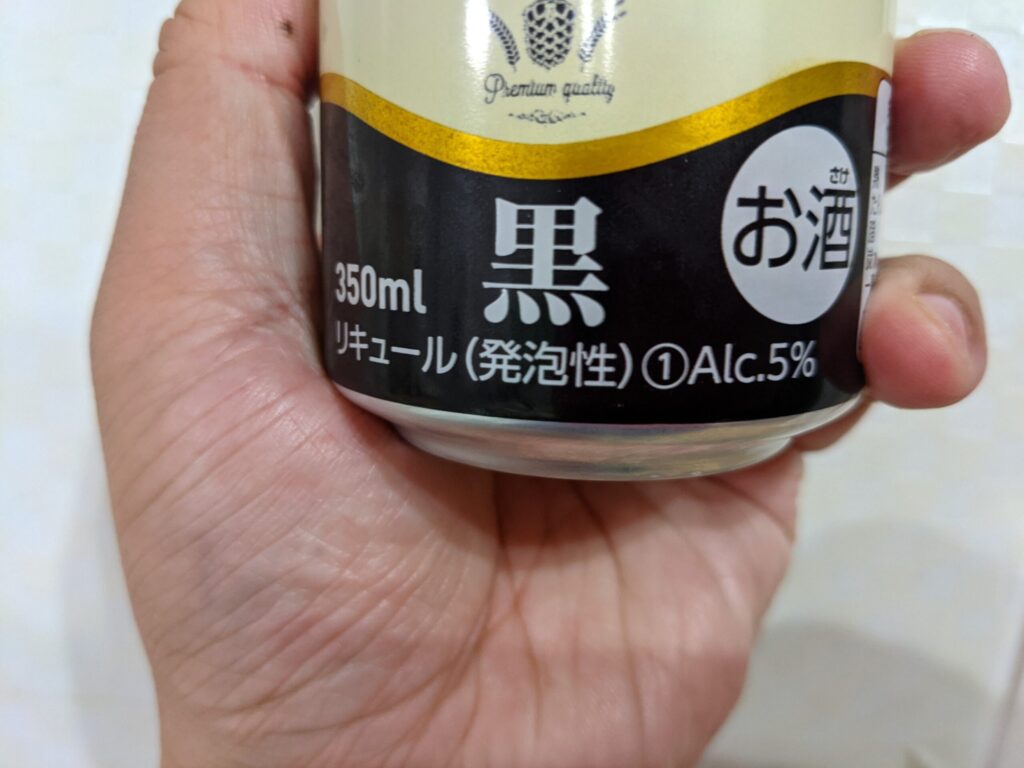 Premium quality
黒
さけ
お酒
350ml
リキュール(発泡性)①Alc.5%